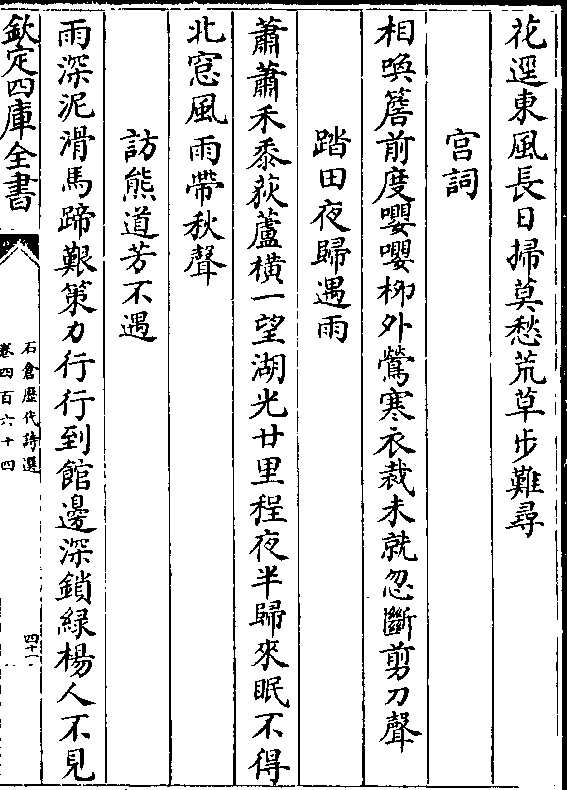 花逕東風長日掃莫愁荒草步難尋
宫詞
相喚簷前度嚶嚶栁外鶯寒衣裁未就忽斷剪刀聲
踏田夜歸遇雨
蕭蕭禾黍荻蘆橫一望湖光廿里程夜半歸來眠不得
北窓風雨帶秋聲
訪熊道芳不遇
雨深泥滑馬蹄艱策力行行到館邊深鎖緑楊人不見
欽定四庫全書
石倉歷代詩選
卷四百六十四
四十一